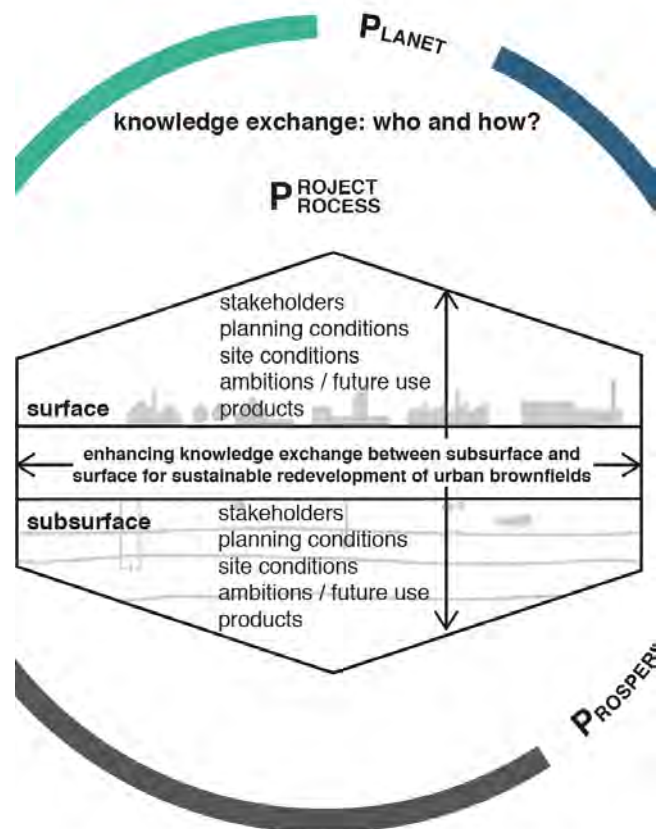 PLANET
knowledge exchange: who and how?
PROJECT
PROCESS
stakeholders
planning conditions
site conditions
ambitions / future use
products
surface
enhancing knowledge exchange between subsurface and
surface for sustainable redevelopment of urban brownfields
subsurface
stakeholders
planning conditions
site conditions
ambitions / future use
products
PROSPERI